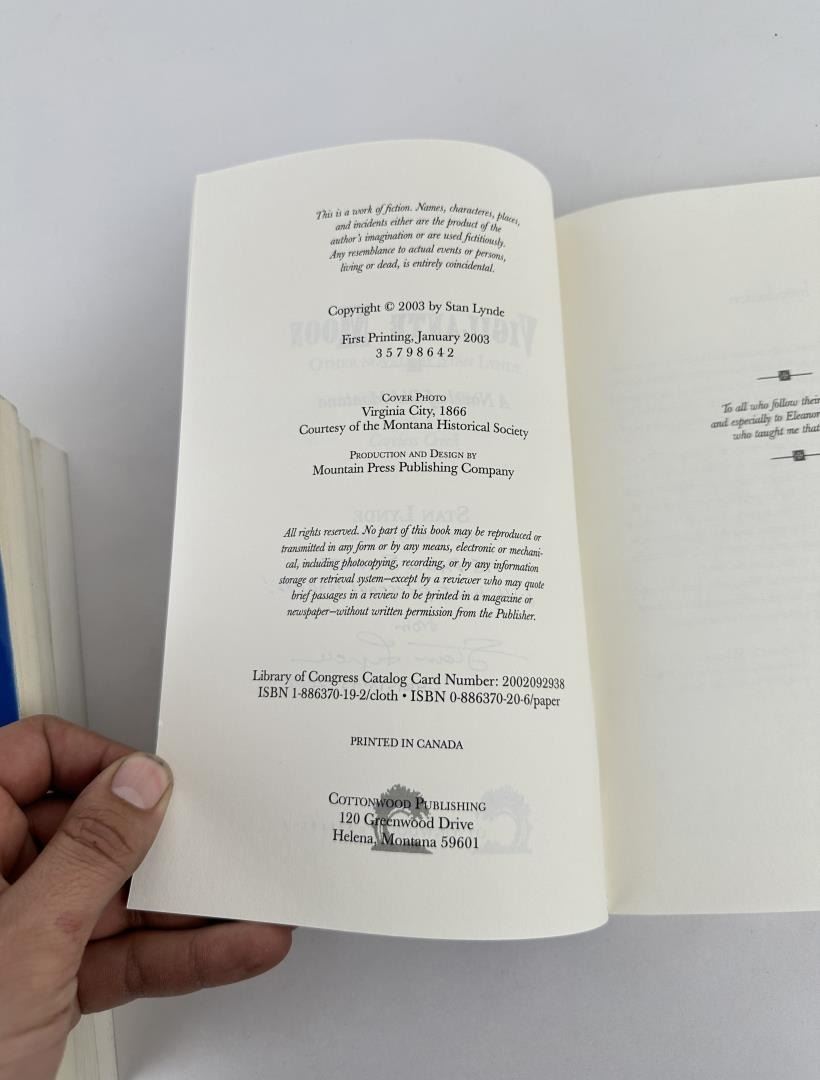 This is a work of fiction. Names, characteres, places,
and incidents either are the product of the
author's imagination or are used fictitiously.
Any resemblance to actual events or persons,
living or dead, is entirely coincidental.
Copyright © 2003 by Stan Lynde
First Printing, January 2003
3 5 7 9 8 6 4 2
COVER PHOTO
Virginia City, 1866
Courtesy of the Montana Historical Society
PRODUCTION AND DESIGN BY
Mountain Press Publishing Company
All rights reserved. No part of this book may be reproduced or
transmitted in any form or by any means, electronic or mechani-
cal, including photocopying, recording, or by any information
storage or retrieval system—except by a reviewer who may quote
brief passages in a review to be printed in a magazine or
newspaper—without written permission from the Publisher.
Library of Congress Catalog Card Number: 2002092938
ISBN 1-886370-19-2/cloth • ISBN 0-886370-20-6/paper
PRINTED IN CANADA
COTTONWOOD PUBLISHING
120 Greenwood Drive
Helena, Montana 59601
To all who follow their
and especially to Eleanor
who taught me that